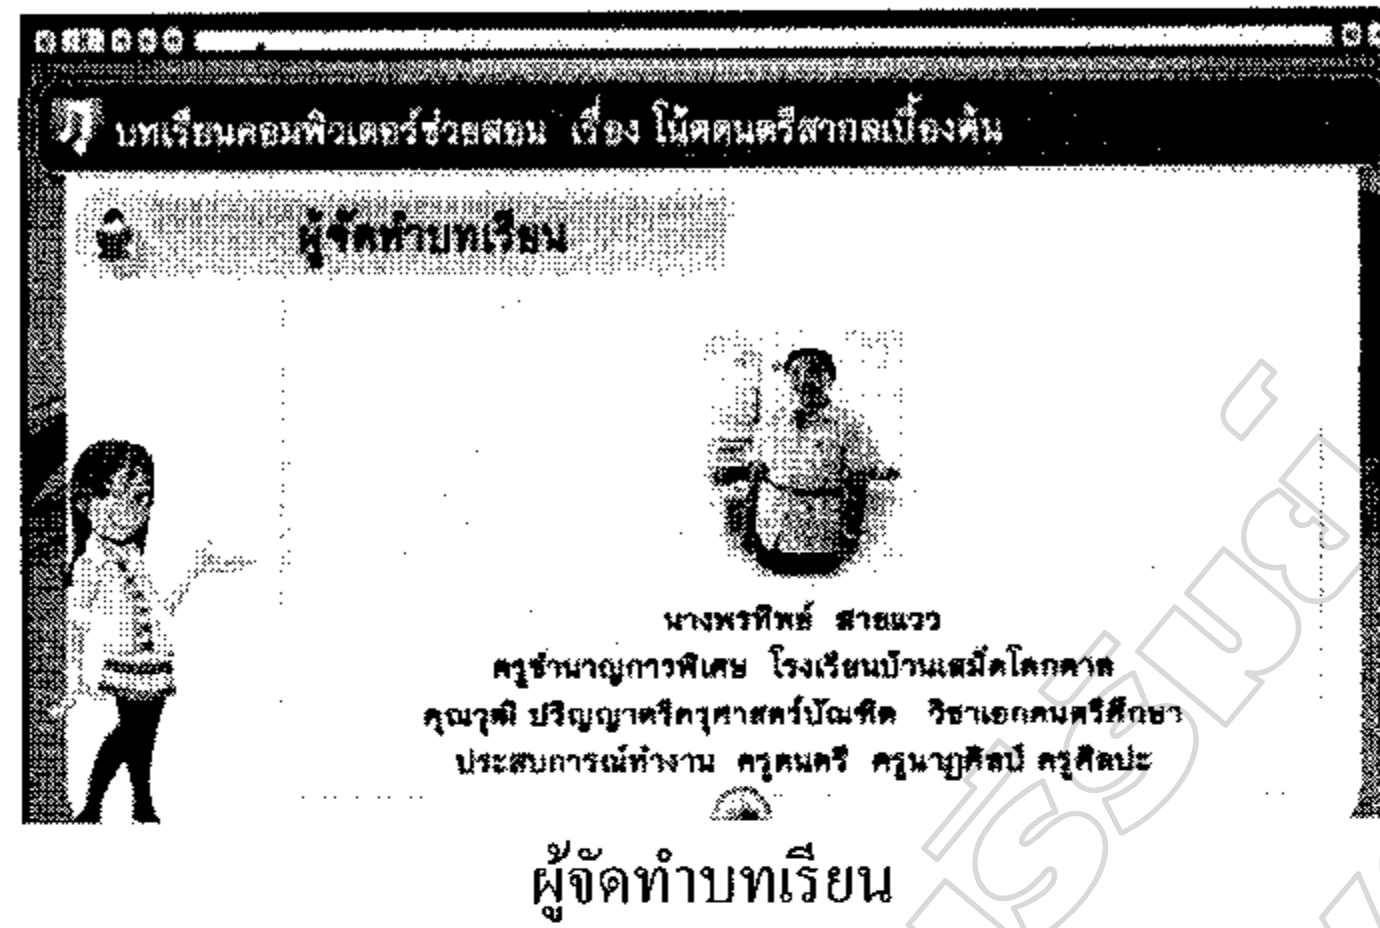 บทเรียนคอมพิวเตอร์ช่วยสอน เรื่อง โน้ตดนตรีสากลเบื้องต้น
ผู้จัดทำบทเรียน
นางพรทิพย์ สายแวว
ครูชำนาญการพิเศษ โรงเรียนบ้านเสม็ดโคกตาล
คุณวุฒิ ปริญญาตรีครุศาสตร์บัณฑิต วิชาเอกดนตรีศึกษา
ประสบการณ์ทำงาน ครูดนตรี ครูนาฏศิลป์ ครูศิลปะ
ผู้จัดทำบทเรียน